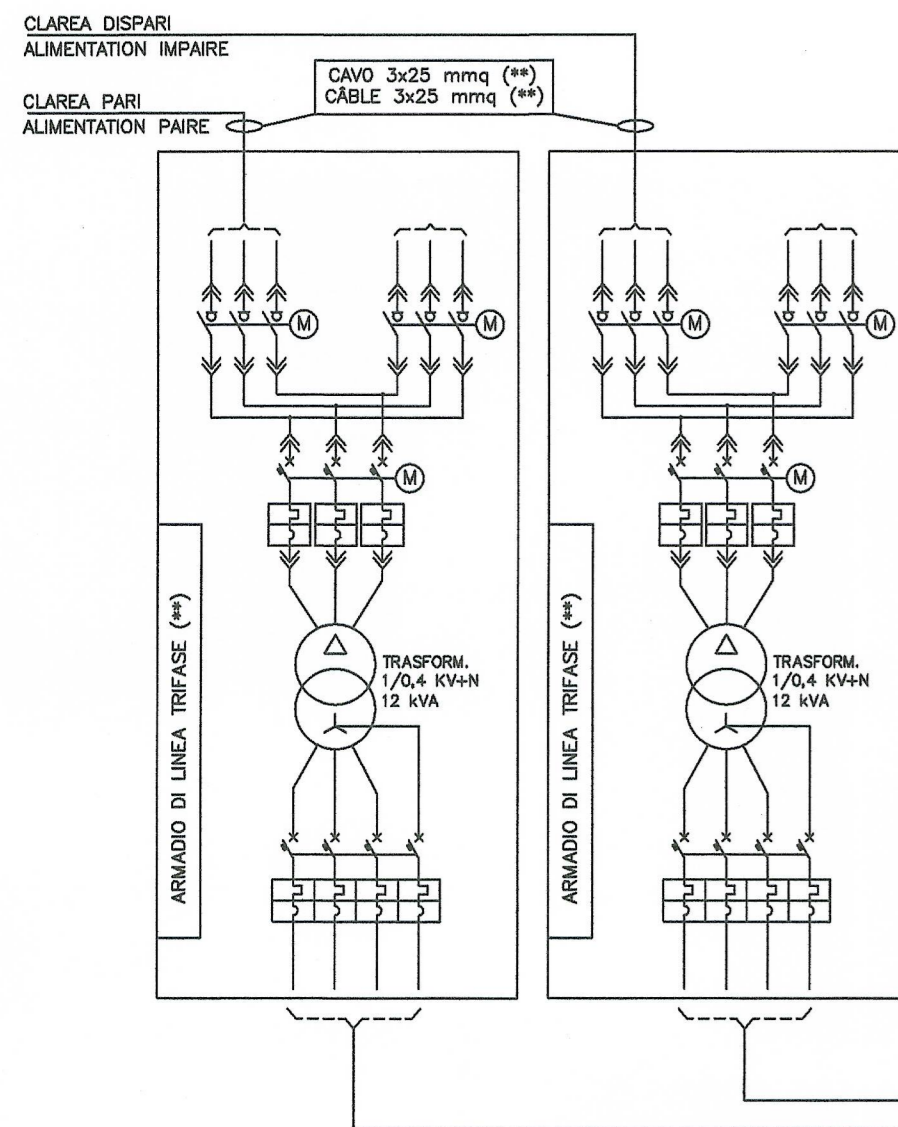 CLAREA DISPARI
ALIMENTATION IMPAIRE
CAVO 3x25 mmq (**)
CÂBLE 3x25 mmq (**)
CLAREA PARI
ALIMENTATION PAIRE
M
M
M
M
M
M
ARMADIO DI LINEA TRIFASE (**)
TRASFORM.
1/0,4 KV+N
12 kVA
ARMADIO DI LINEA TRIFASE (**)
TRASFORM.
1/0,4 KV+N
12 kVA